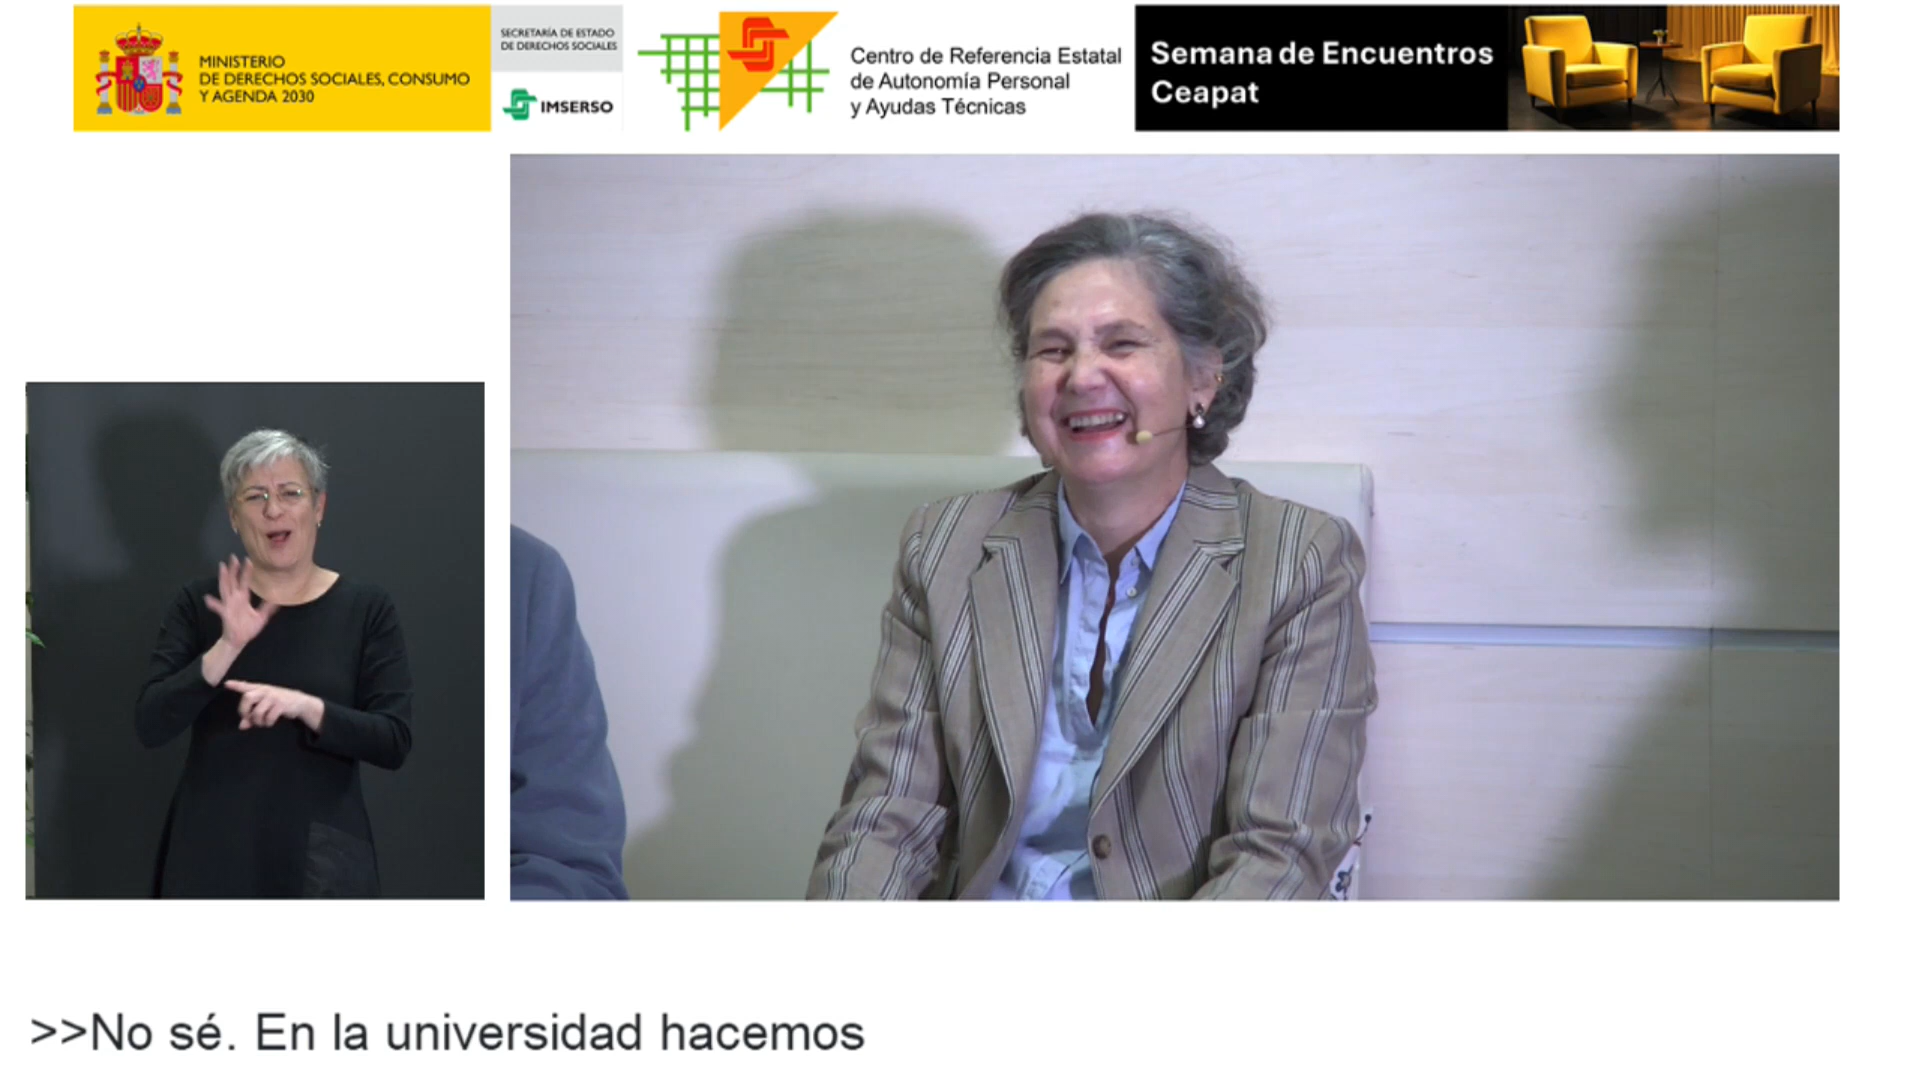 MINISTERIO
DE DERECHOS SOCIALES, CONSUMO
Y AGENDA 2030
SECRETARÍA DE ESTADO
DE DERECHOS SOCIALES
IMSERSO
Centro de Referencia Estatal
de Autonomía Personal
y Ayudas Técnicas
Semana de Encuentros
Ceapat
>>No sé. En la universidad hacemos